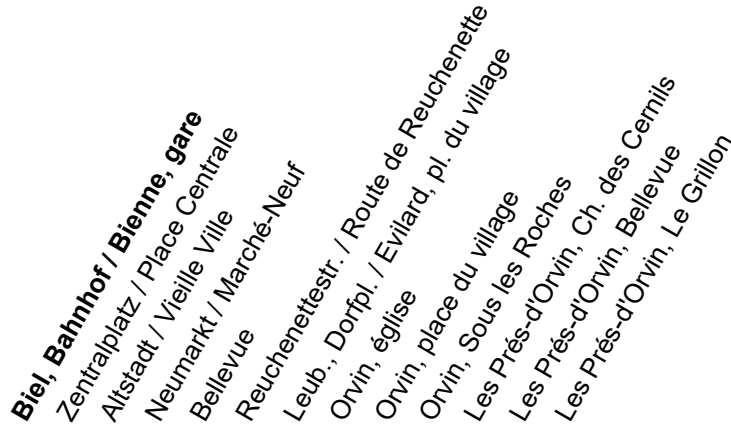 Biel, Bahnhof / Bienne, gare
Zentralplatz / Place Centrale
Altstadt / Vieille Ville
Neumarkt / Marché-Neuf
Bellevue
Reuchenettestr. / Route de Reuchenette
Leub., Dorfpl. / Evilard, pl. du village
Orvin, église
Orvin, place du village
Orvin, Sous les Roches
Les Prés-d'Orvin, Ch. des Cernils
Les Prés-d'Orvin, Bellevue
Les Prés-d'Orvin, Le Grillon